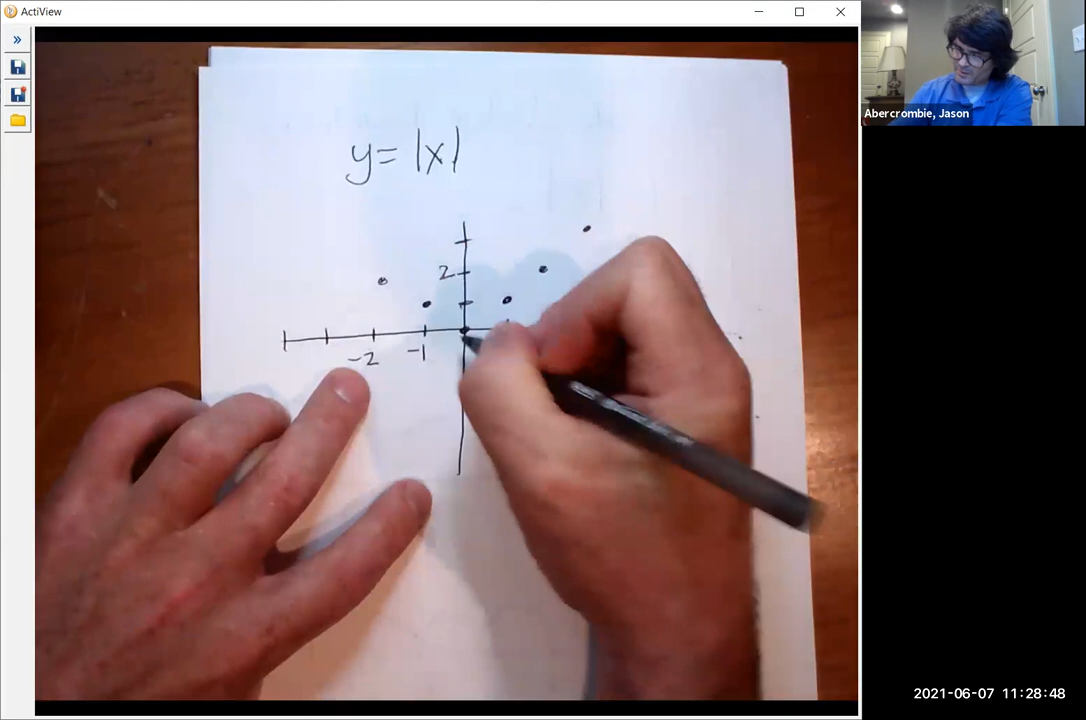 ActiView
»
Abercrombie, Jason
y = |x|
2
-2 -1
2021-06-07 11:28:48